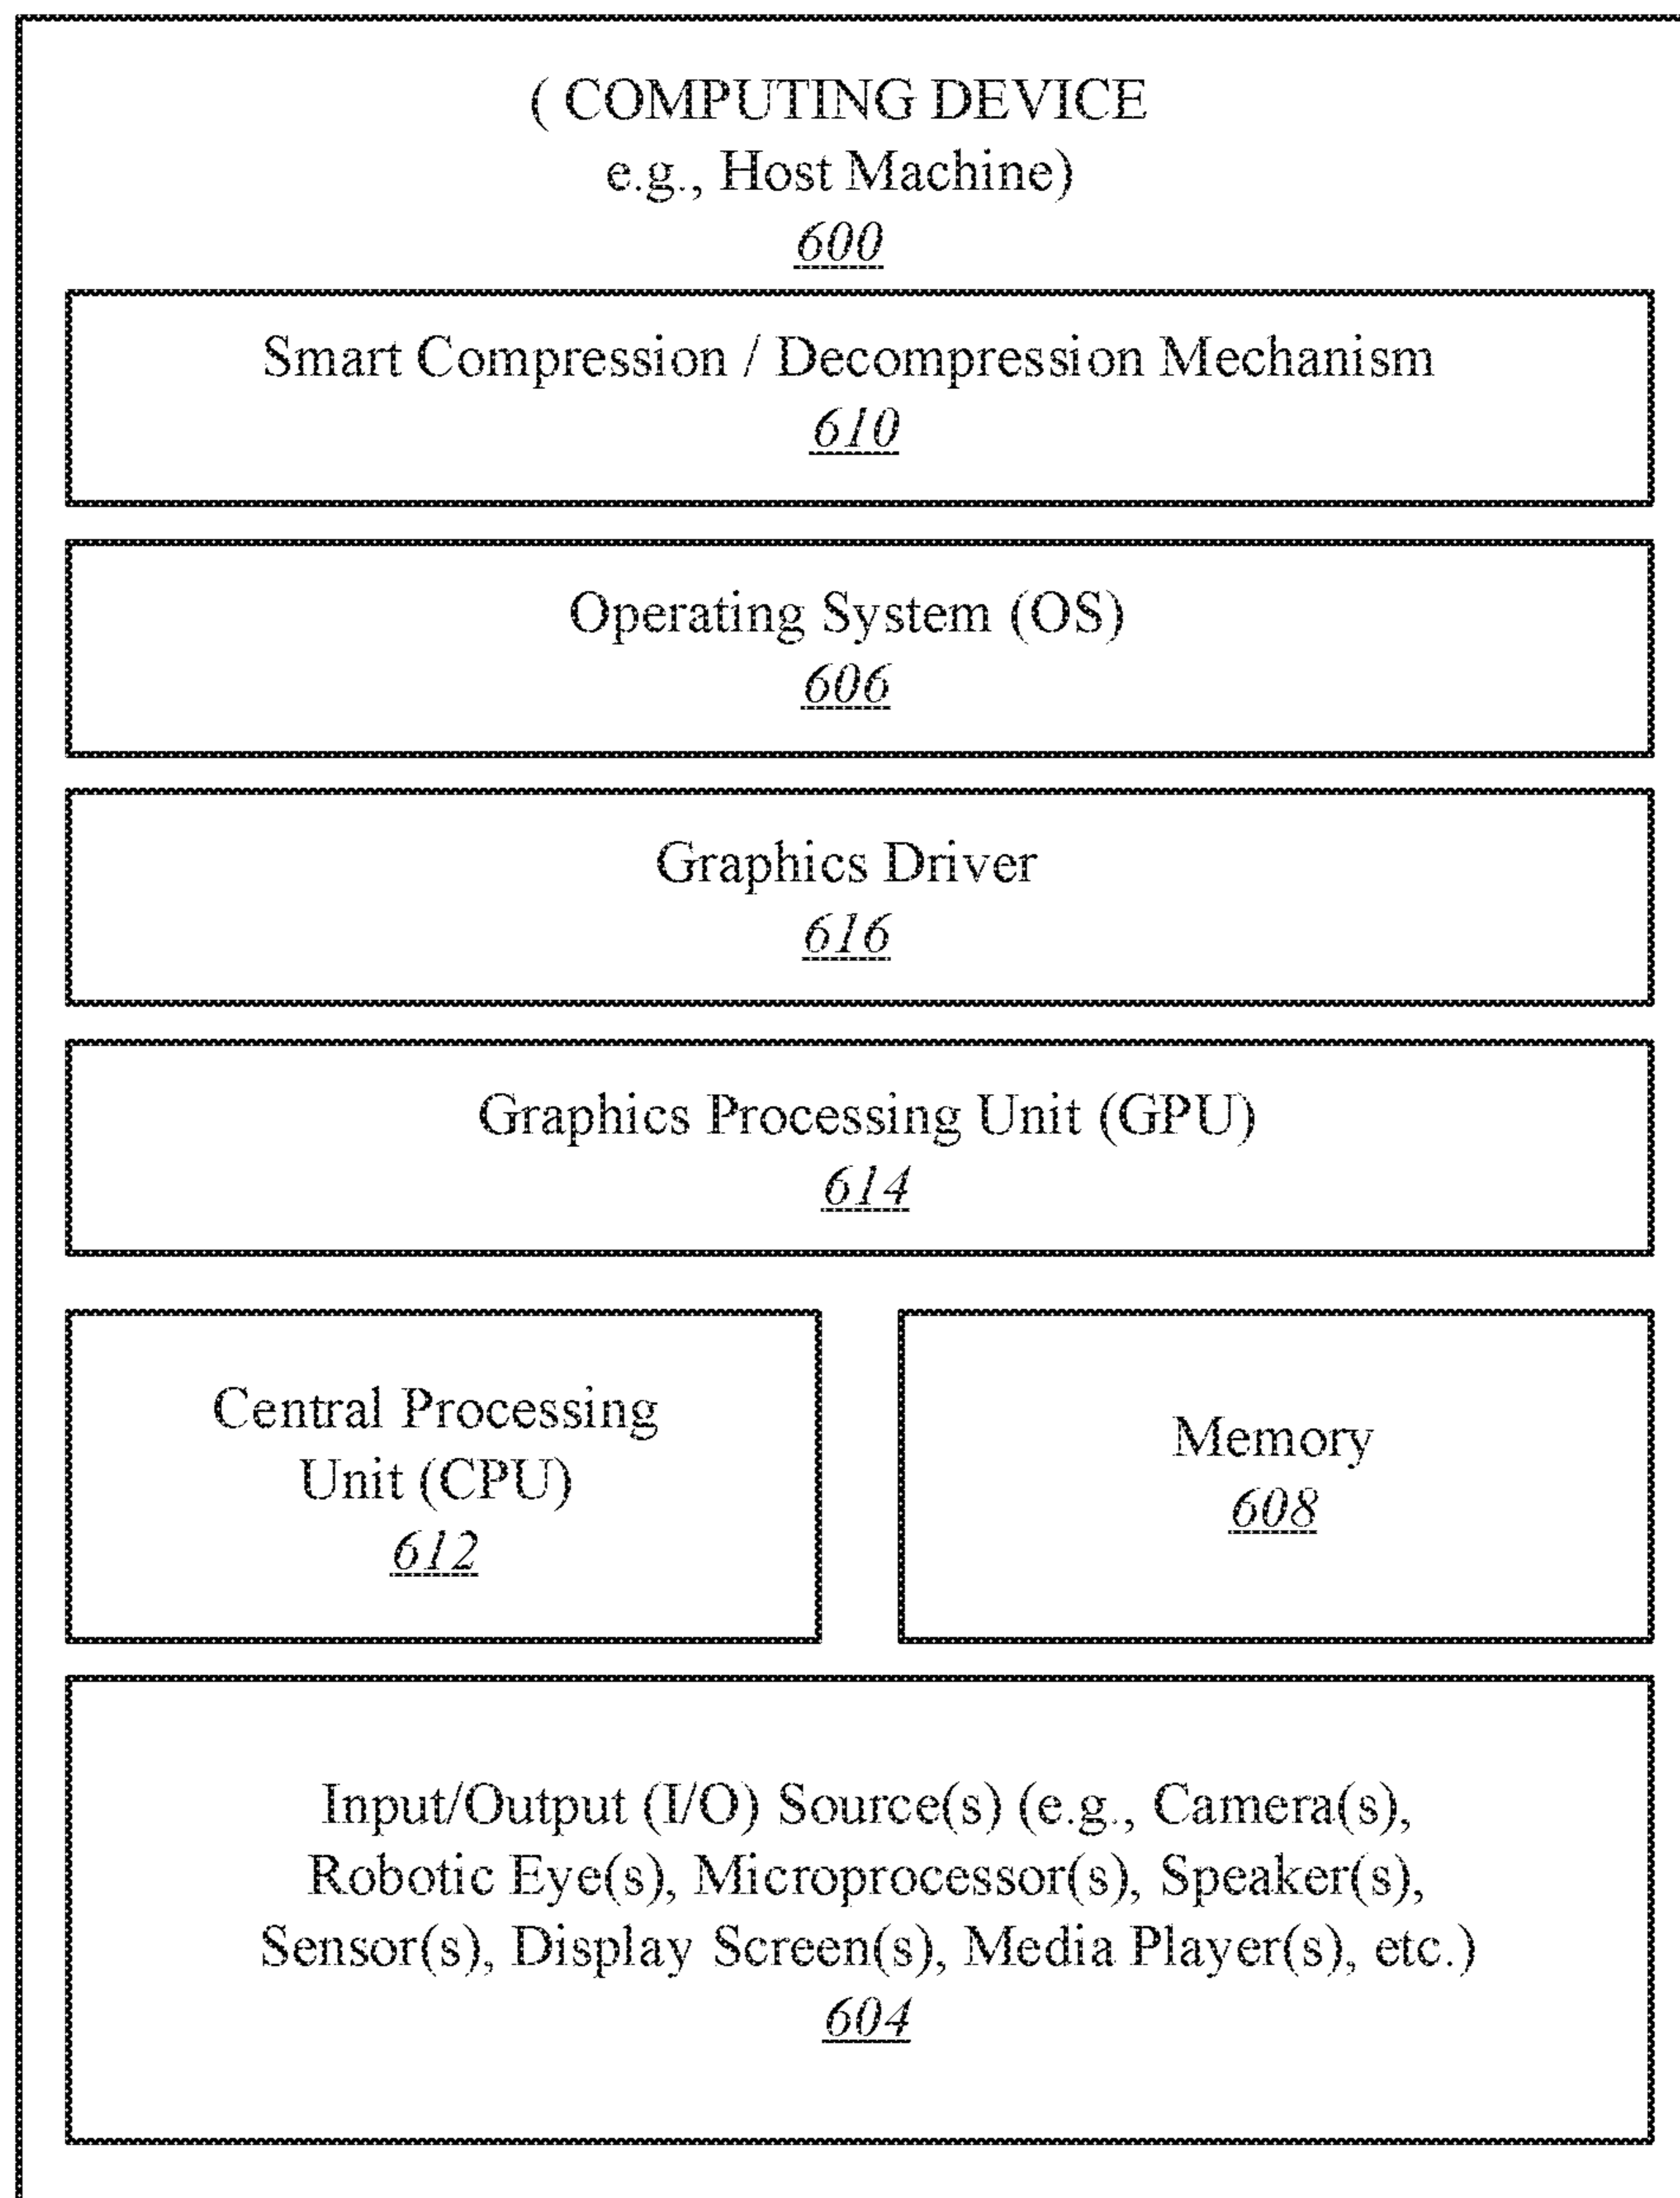 ( COMPUTING DEVICE
e.g., Host Machine)
600
Smart Compression / Decompression Mechanism
610
Operating System (OS)
606
Graphics Driver
616
Graphics Processing Unit (GPU)
614
Central Processing
Unit (CPU)
612
Memory
608
Input/Output (I/O) Source(s) (e.g., Camera(s),
Robotic Eye(s), Microprocessor(s), Speaker(s),
Sensor(s), Display Screen(s), Media Player(s), etc.)
604